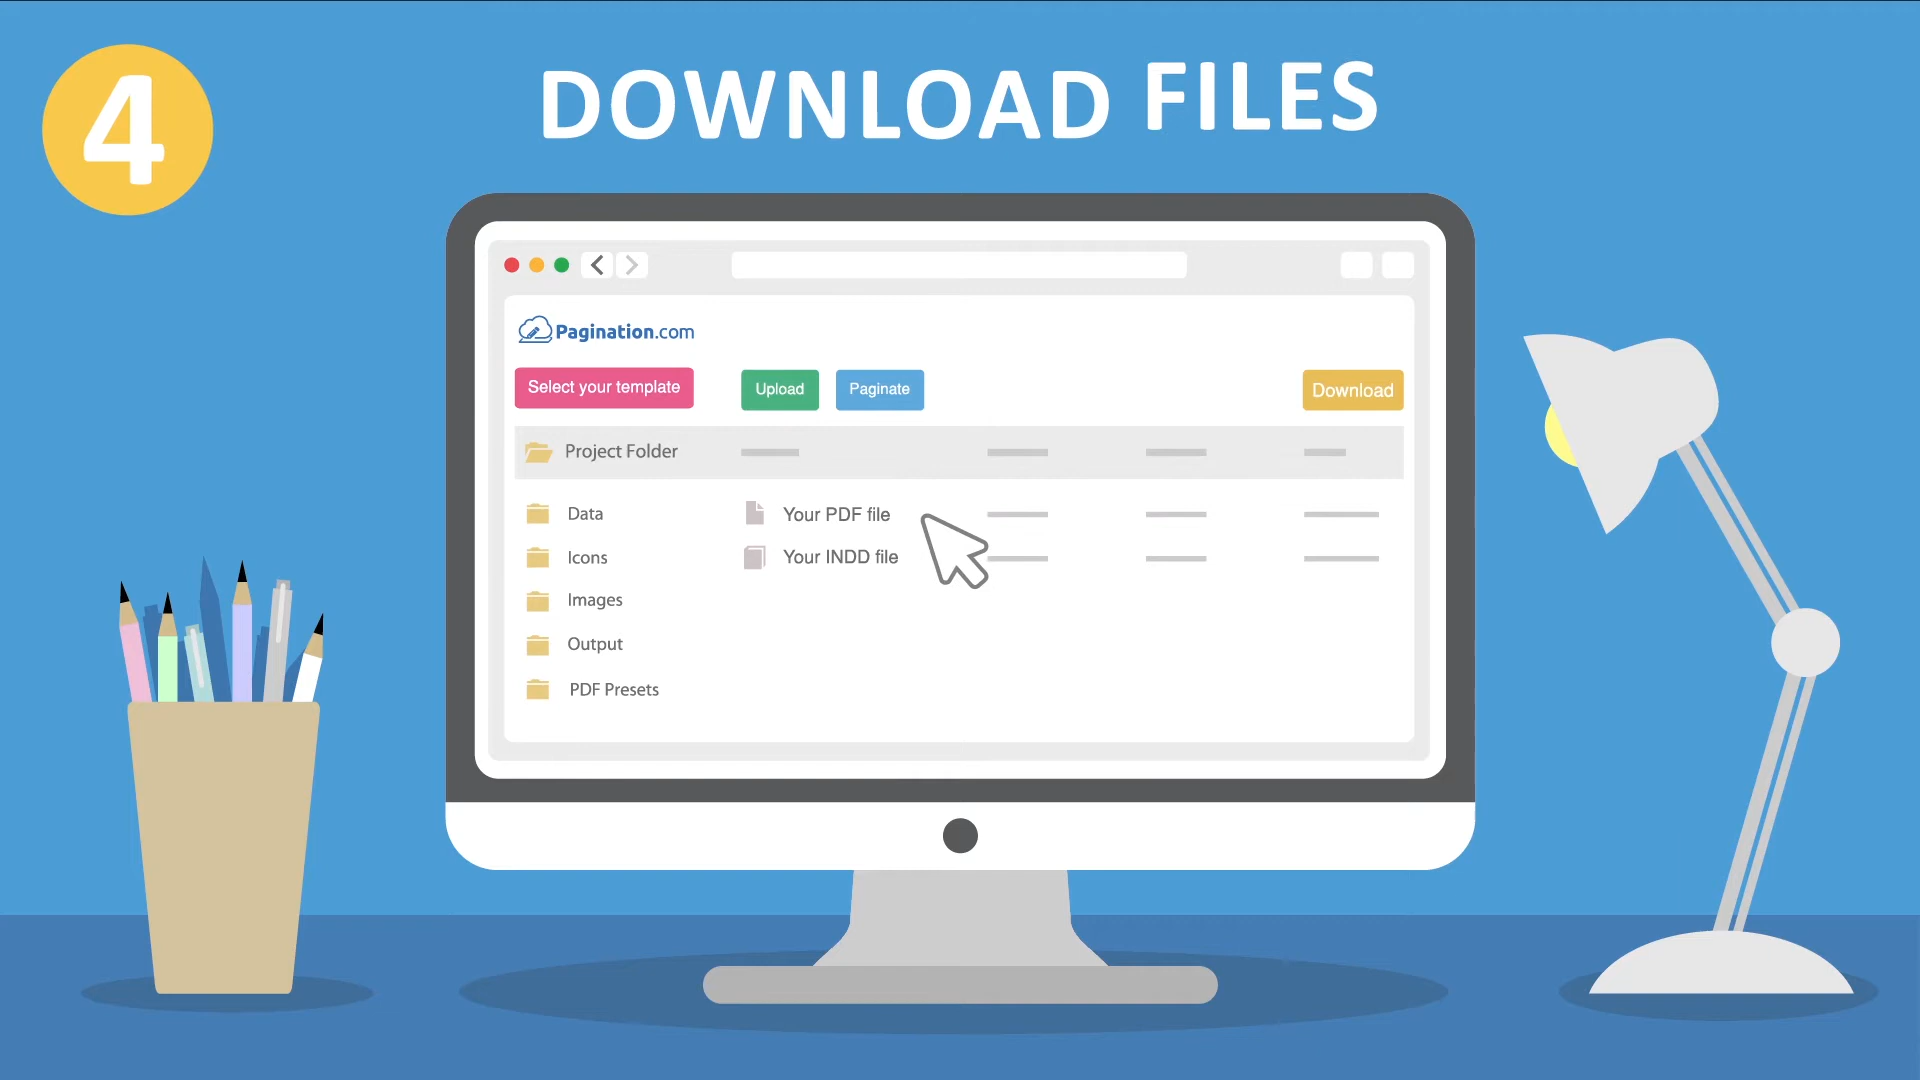 4
DOWNLOAD FILES
Pagination.com
Select your template
Upload
Paginate
Download
Project Folder
Data
Your PDF file
Icons
Your INDD file
Images
Output
PDF Presets